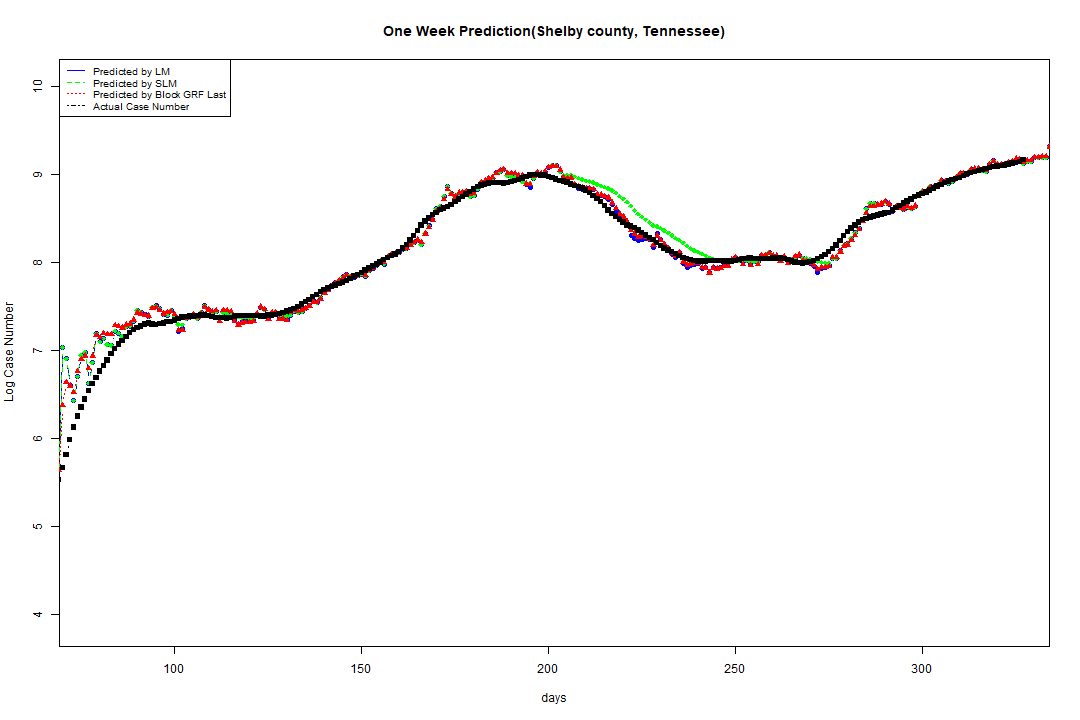 One Week Prediction(Shelby county, Tennessee)
Predicted by LM
Predicted by SLM
Predicted by Block GRF Last
Actual Case Number
10
9
8
7
6
5
4
Log Case Number
100 150 200 250 300
days